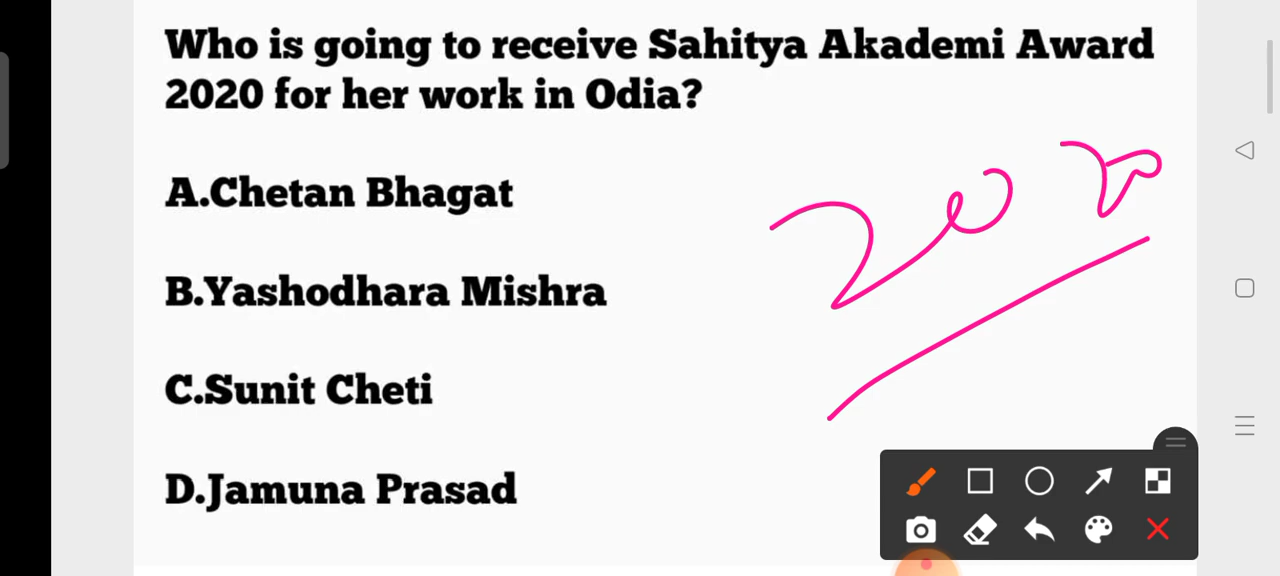 Who is going to receive Sahitya Akademi Award
2020 for her work in Odia?
A.Chetan Bhagat
B.Yashodhara Mishra
C.Sunit Cheti
D.Jamuna Prasad